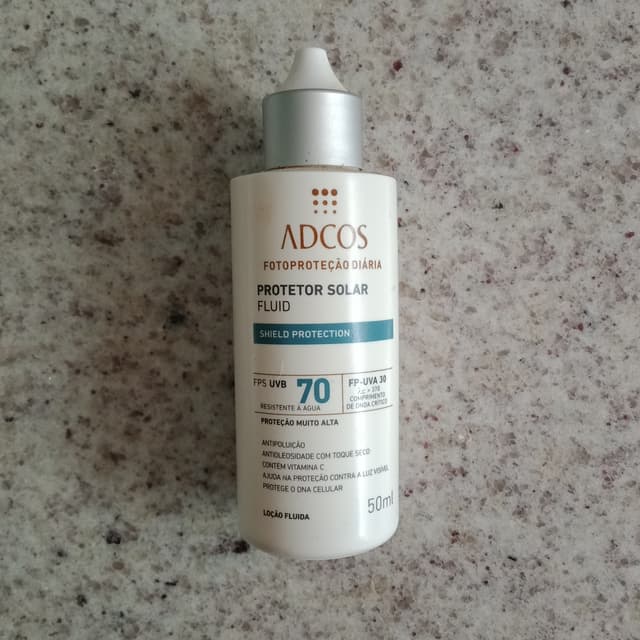 ADCOS
FOTOPROTEÇÃO DIÁRIA
PROTETOR SOLAR
FLUID
SHIELD PROTECTION
FPS UVB 70
RESISTENTE À ÁGUA
FP-UVA 30
λc > 370
COMPRIMENTO
DE ONDA CRÍTICO
PROTEÇÃO MUITO ALTA
ANTIPOLUIÇÃO
ANTIOLEOSIDADE COM TOQUE SECO
CONTÉM VITAMINA C
AJUDA NA PROTEÇÃO CONTRA A LUZ VISÍVEL
PROTEGE O DNA CELULAR
50ml
LOÇÃO FLUIDA